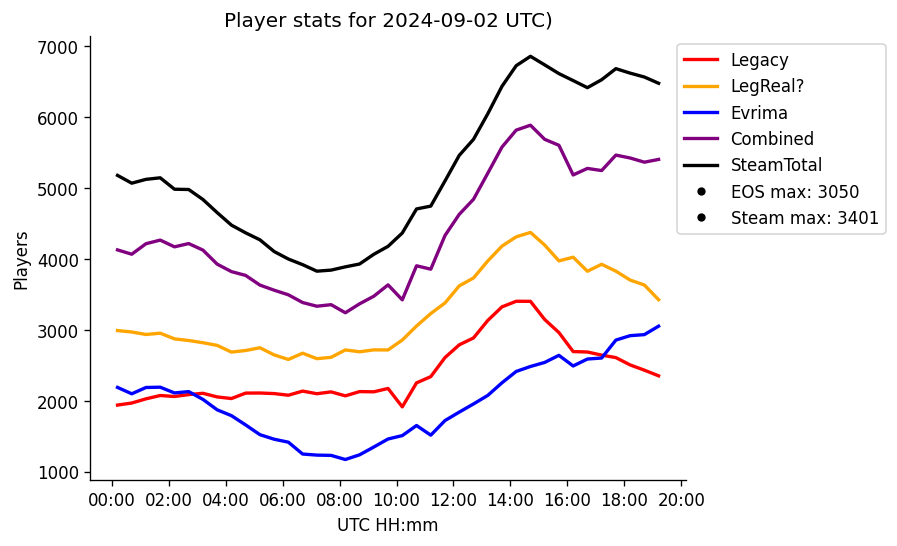 Player stats for 2024-09-02 UTC)
7000
6000
5000
4000
3000
2000
1000
Players
00:00 02:00 04:00 06:00 08:00 10:00 12:00 14:00 16:00 18:00 20:00
UTC HH:mm
Legacy
LegReal?
Evrima
Combined
SteamTotal
EOS max: 3050
Steam max: 3401